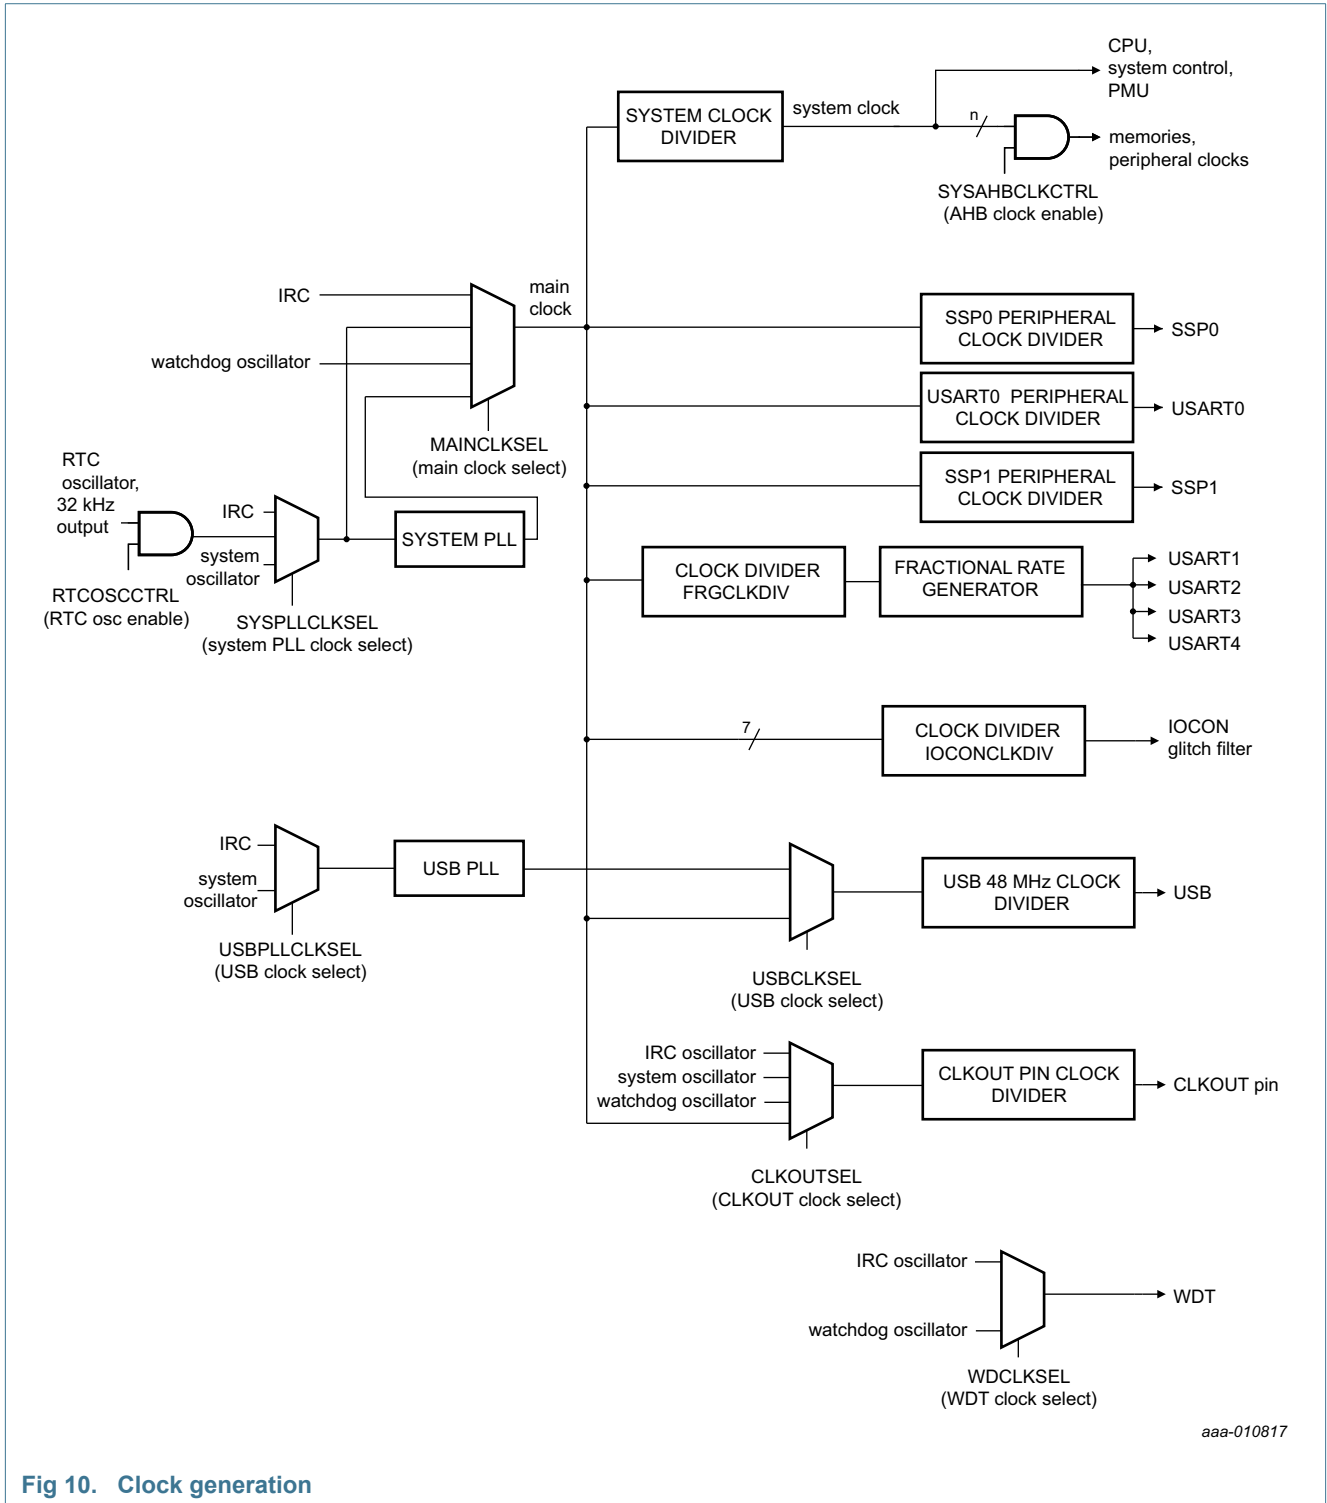 CPU,
system control,
PMU
SYSTEM CLOCK
DIVIDER
system clock
n
memories,
peripheral clocks
SYSAHBCLKCTRL
(AHB clock enable)
IRC
main
clock
watchdog oscillator
MAINCLKSEL
(main clock select)
SSP0 PERIPHERAL
CLOCK DIVIDER
SSP0
USART0 PERIPHERAL
CLOCK DIVIDER
USART0
SSP1 PERIPHERAL
CLOCK DIVIDER
SSP1
RTC
oscillator,
32 kHz
output
RTCOSCCTRL
(RTC osc enable)
IRC
system
oscillator
SYSPLLCLKSEL
(system PLL clock select)
SYSTEM PLL
CLOCK DIVIDER
FRGCLKDIV
FRACTIONAL RATE
GENERATOR
USART1
USART2
USART3
USART4
7
CLOCK DIVIDER
IOCONCLKDIV
IOCON
glitch filter
IRC
system
oscillator
USBPLLCLKSEL
(USB clock select)
USB PLL
USBCLKSEL
(USB clock select)
USB 48 MHz CLOCK
DIVIDER
USB
IRC oscillator
system oscillator
watchdog oscillator
CLKOUTSEL
(CLKOUT clock select)
CLKOUT PIN CLOCK
DIVIDER
CLKOUT pin
IRC oscillator
watchdog oscillator
WDCLKSEL
(WDT clock select)
WDT
aaa-010817
Fig 10. Clock generation